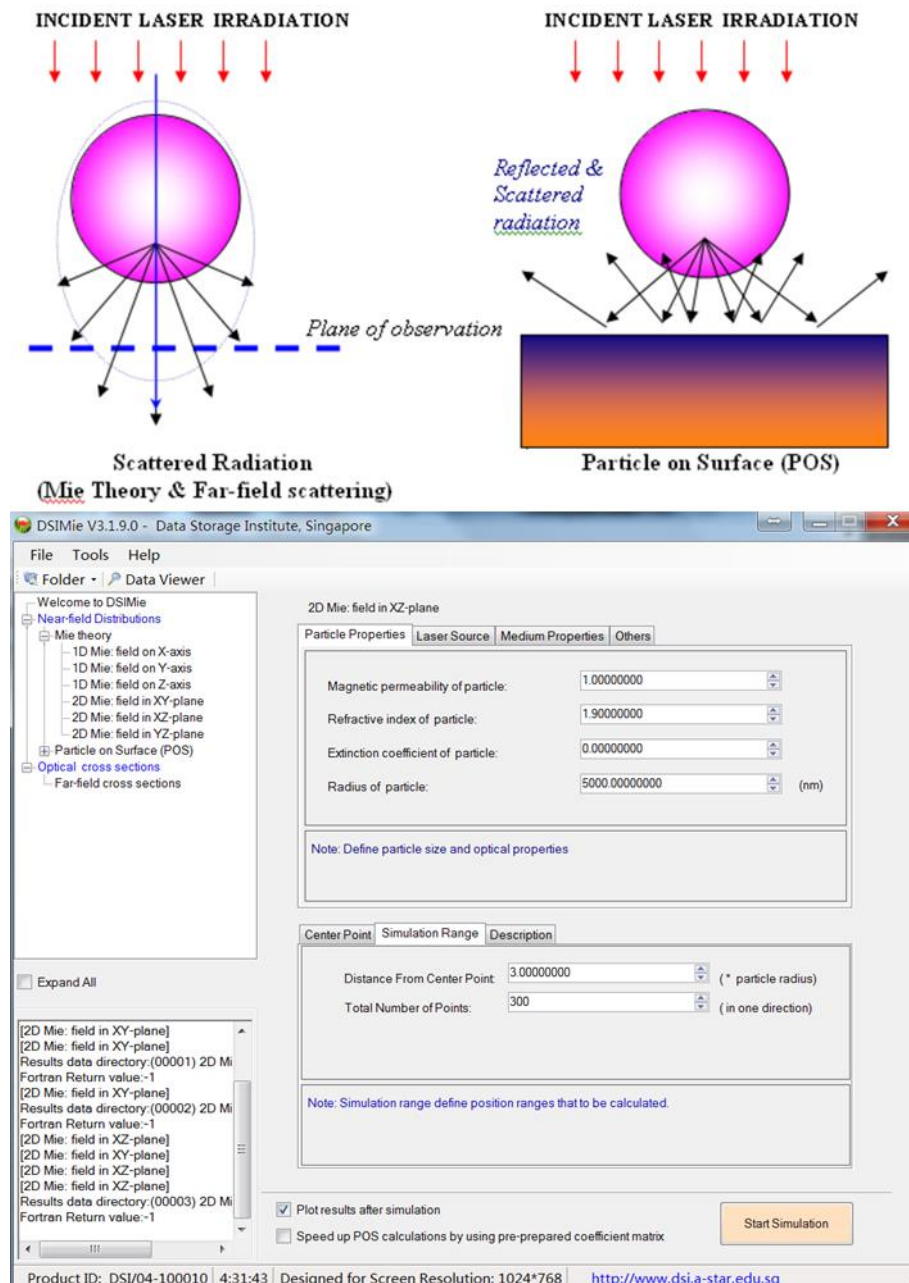 INCIDENT LASER IRRADIATION
INCIDENT LASER IRRADIATION
Reflected &
Scattered
radiation
Plane of observation
Scattered Radiation
(Mie Theory & Far-field scattering)
Particle on Surface (POS)
DSIMie V3.1.9.0 - Data Storage Institute, Singapore
File Tools Help
Folder Data Viewer
Welcome to DSIMie
Near-field Distributions
Mie theory
1D Mie: field on X-axis
1D Mie: field on Y-axis
1D Mie: field on Z-axis
2D Mie: field in XY-plane
2D Mie: field in XZ-plane
2D Mie: field in YZ-plane
Particle on Surface (POS)
Optical cross sections
Far-field cross sections
Expand All
[2D Mie: field in XY-plane]
[2D Mie: field in XY-plane]
Results data directory:(00001) 2D Mi
Fortran Return value:-1
[2D Mie: field in XY-plane]
Results data directory:(00002) 2D Mi
Fortran Return value:-1
[2D Mie: field in XZ-plane]
[2D Mie: field in XY-plane]
[2D Mie: field in XZ-plane]
[2D Mie: field in XZ-plane]
Results data directory:(00003) 2D Mi
Fortran Return value:-1
2D Mie: field in XZ-plane
Particle Properties Laser Source Medium Properties Others
Magnetic permeability of particle: 1.00000000
Refractive index of particle: 1.90000000
Extinction coefficient of particle: 0.00000000
Radius of particle: 5000.00000000 (nm)
Note: Define particle size and optical properties
Center Point Simulation Range Description
Distance From Center Point: 3.00000000 (* particle radius)
Total Number of Points: 300 (in one direction)
Note: Simulation range define position ranges that to be calculated.
Plot results after simulation
Speed up POS calculations by using pre-prepared coefficient matrix
Start Simulation
Product ID: DSI/04-100010 4:31:43 Designed for Screen Resolution: 1024*768 http://www.dsi.a-star.edu.sg